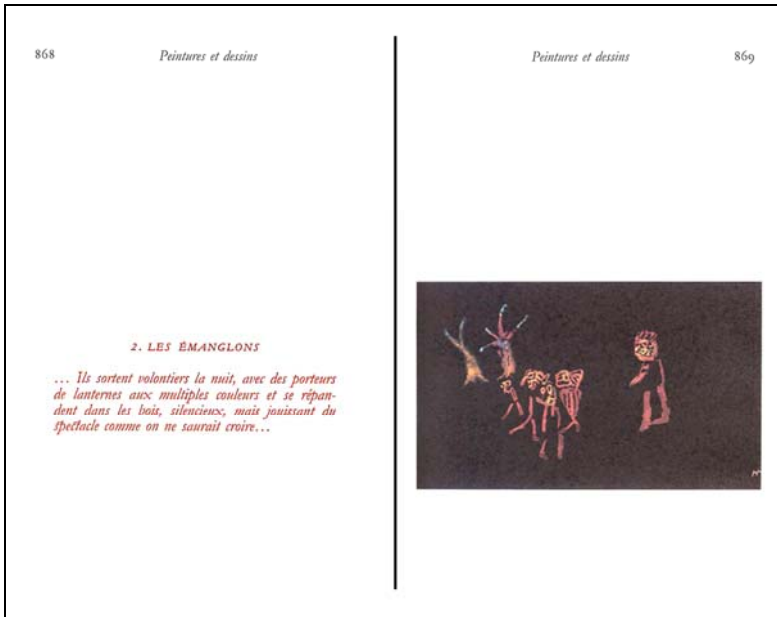 868
Peintures et dessins
2. LES ÉMANGLONS
... Ils sortent volontiers la nuit, avec des porteurs
de lanternes aux multiples couleurs et se répan-
dent dans les bois, silencieux, mais jouissant du
spectacle comme on ne saurait croire...
Peintures et dessins
869